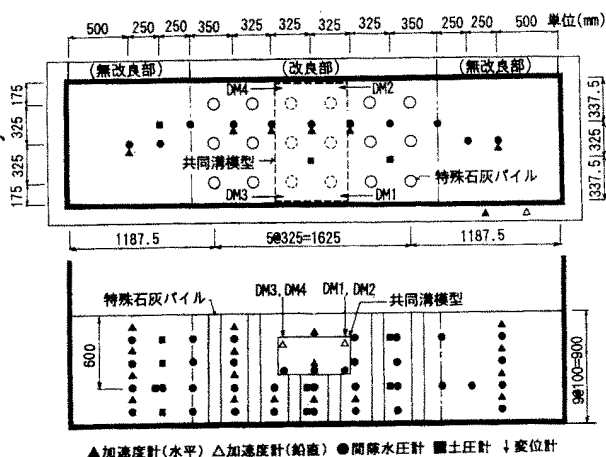 500 250 250 325 325 325 325 325 325 250 250 500 単位(mm)
(無改良部) (改良部) (無改良部)
DM4 DM2
175 325 325 175
337.5 325 337.5
共同溝模型
DM3 DM1 特殊石灰パイル
1187.5 5@325=1625 1187.5
特殊石灰パイル DM3, DM4 DM1, DM2 共同溝模型
600
9@100=900
▲加速度計(水平) △加速度計(鉛直) ●間隙水圧計 ■土圧計 ↓変位計